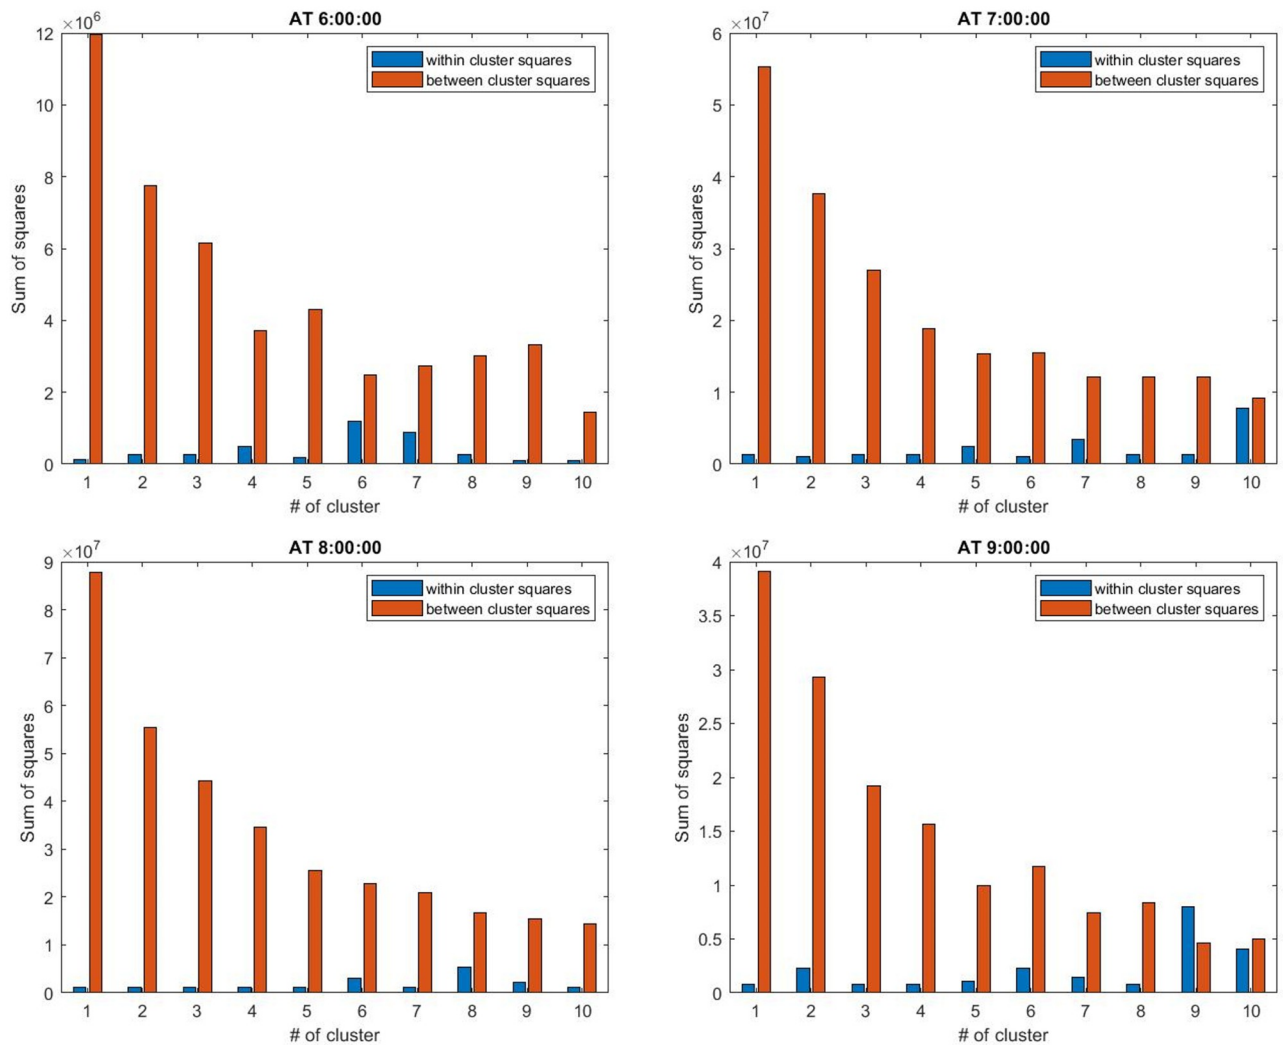 AT 6:00:00
×10^6
12
10
8
6
4
2
0
Sum of squares
within cluster squares
between cluster squares
1 2 3 4 5 6 7 8 9 10
# of cluster
AT 7:00:00
×10^7
6
5
4
3
2
1
0
Sum of squares
within cluster squares
between cluster squares
1 2 3 4 5 6 7 8 9 10
# of cluster
AT 8:00:00
×10^7
9
8
7
6
5
4
3
2
1
0
Sum of squares
within cluster squares
between cluster squares
1 2 3 4 5 6 7 8 9 10
# of cluster
AT 9:00:00
×10^7
4
3.5
3
2.5
2
1.5
1
0.5
0
Sum of squares
within cluster squares
between cluster squares
1 2 3 4 5 6 7 8 9 10
# of cluster